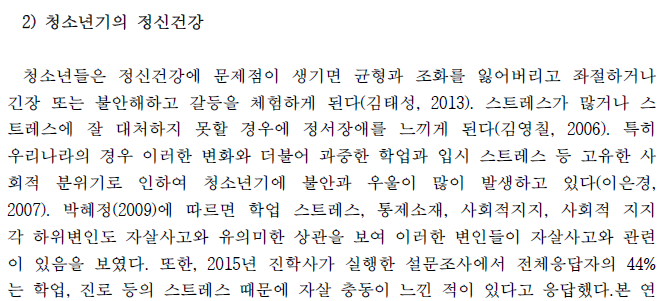 2) 청소년기의 정신건강
청소년들은 정신건강에 문제점이 생기면 균형과 조화를 잃어버리고 좌절하거나
긴장 또는 불안해하고 갈등을 체험하게 된다(김태성, 2013). 스트레스가 많거나 스
트레스에 잘 대처하지 못할 경우에 정서장애를 느끼게 된다(김영철, 2006). 특히
우리나라의 경우 이러한 변화와 더불어 과중한 학업과 입시 스트레스 등 고유한 사
회적 분위기로 인하여 청소년기에 불안과 우울이 많이 발생하고 있다(이은경,
2007). 박혜정(2009)에 따르면 학업 스트레스, 통제소재, 사회적지지, 사회적 지지
각 하위변인도 자살사고와 유의미한 상관을 보여 이러한 변인들이 자살사고와 관련
이 있음을 보였다. 또한, 2015년 진학사가 실행한 설문조사에서 전체응답자의 44%
는 학업, 진로 등의 스트레스 때문에 자살 충동이 느낀 적이 있다고 응답했다.본 연